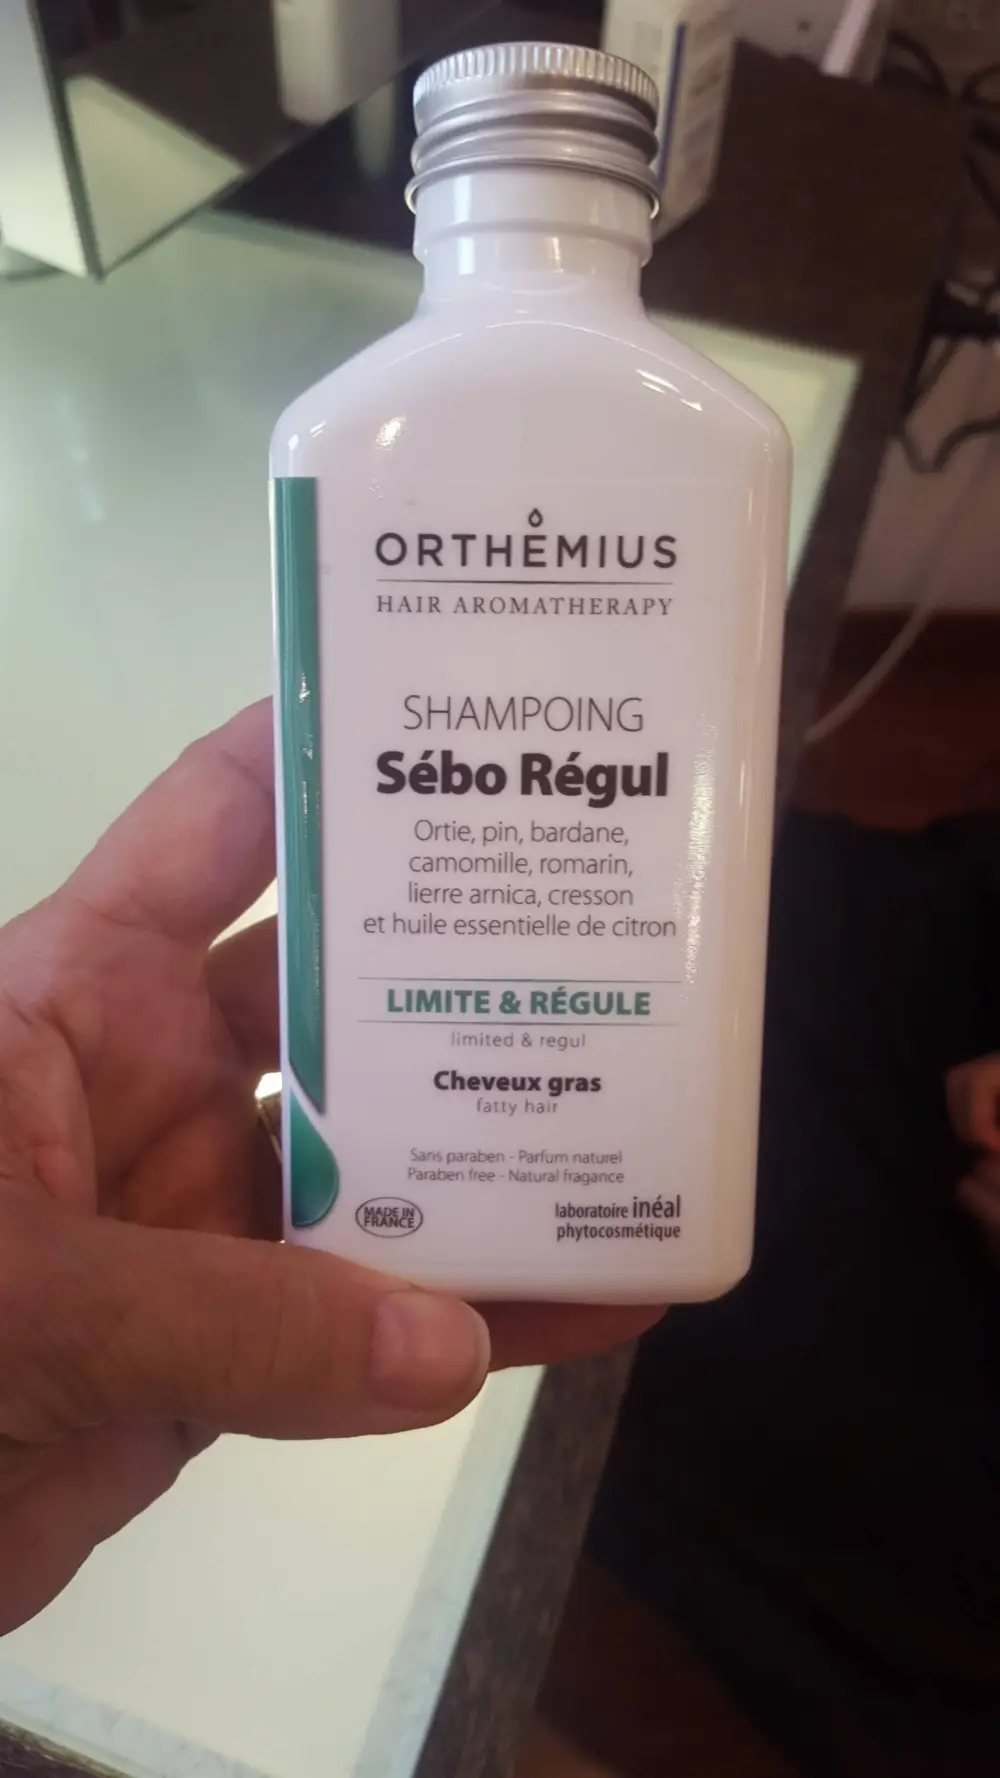 ORTHEMIUS
HAIR AROMATHERAPY
SHAMPOING
Sébo Régul
Ortie, pin, bardane,
camomille, romarin,
lierre arnica, cresson
et huile essentielle de citron
LIMITE & RÉGULE
limited & regul
Cheveux gras
fatty hair
Sans paraben - Parfum naturel
Paraben free - Natural fragance
MADE IN
FRANCE
laboratoire inéal
phytocosmétique